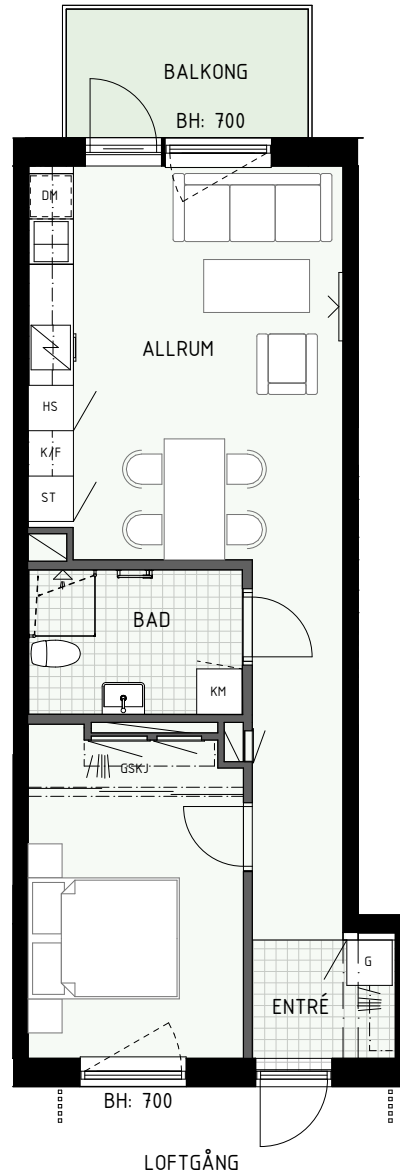 BALKONG
BH: 700
DM
ALLRUM
HS
K/F
ST
BAD
KM
GSKJ
G
ENTRÉ
BH: 700
LOFTGÅNG